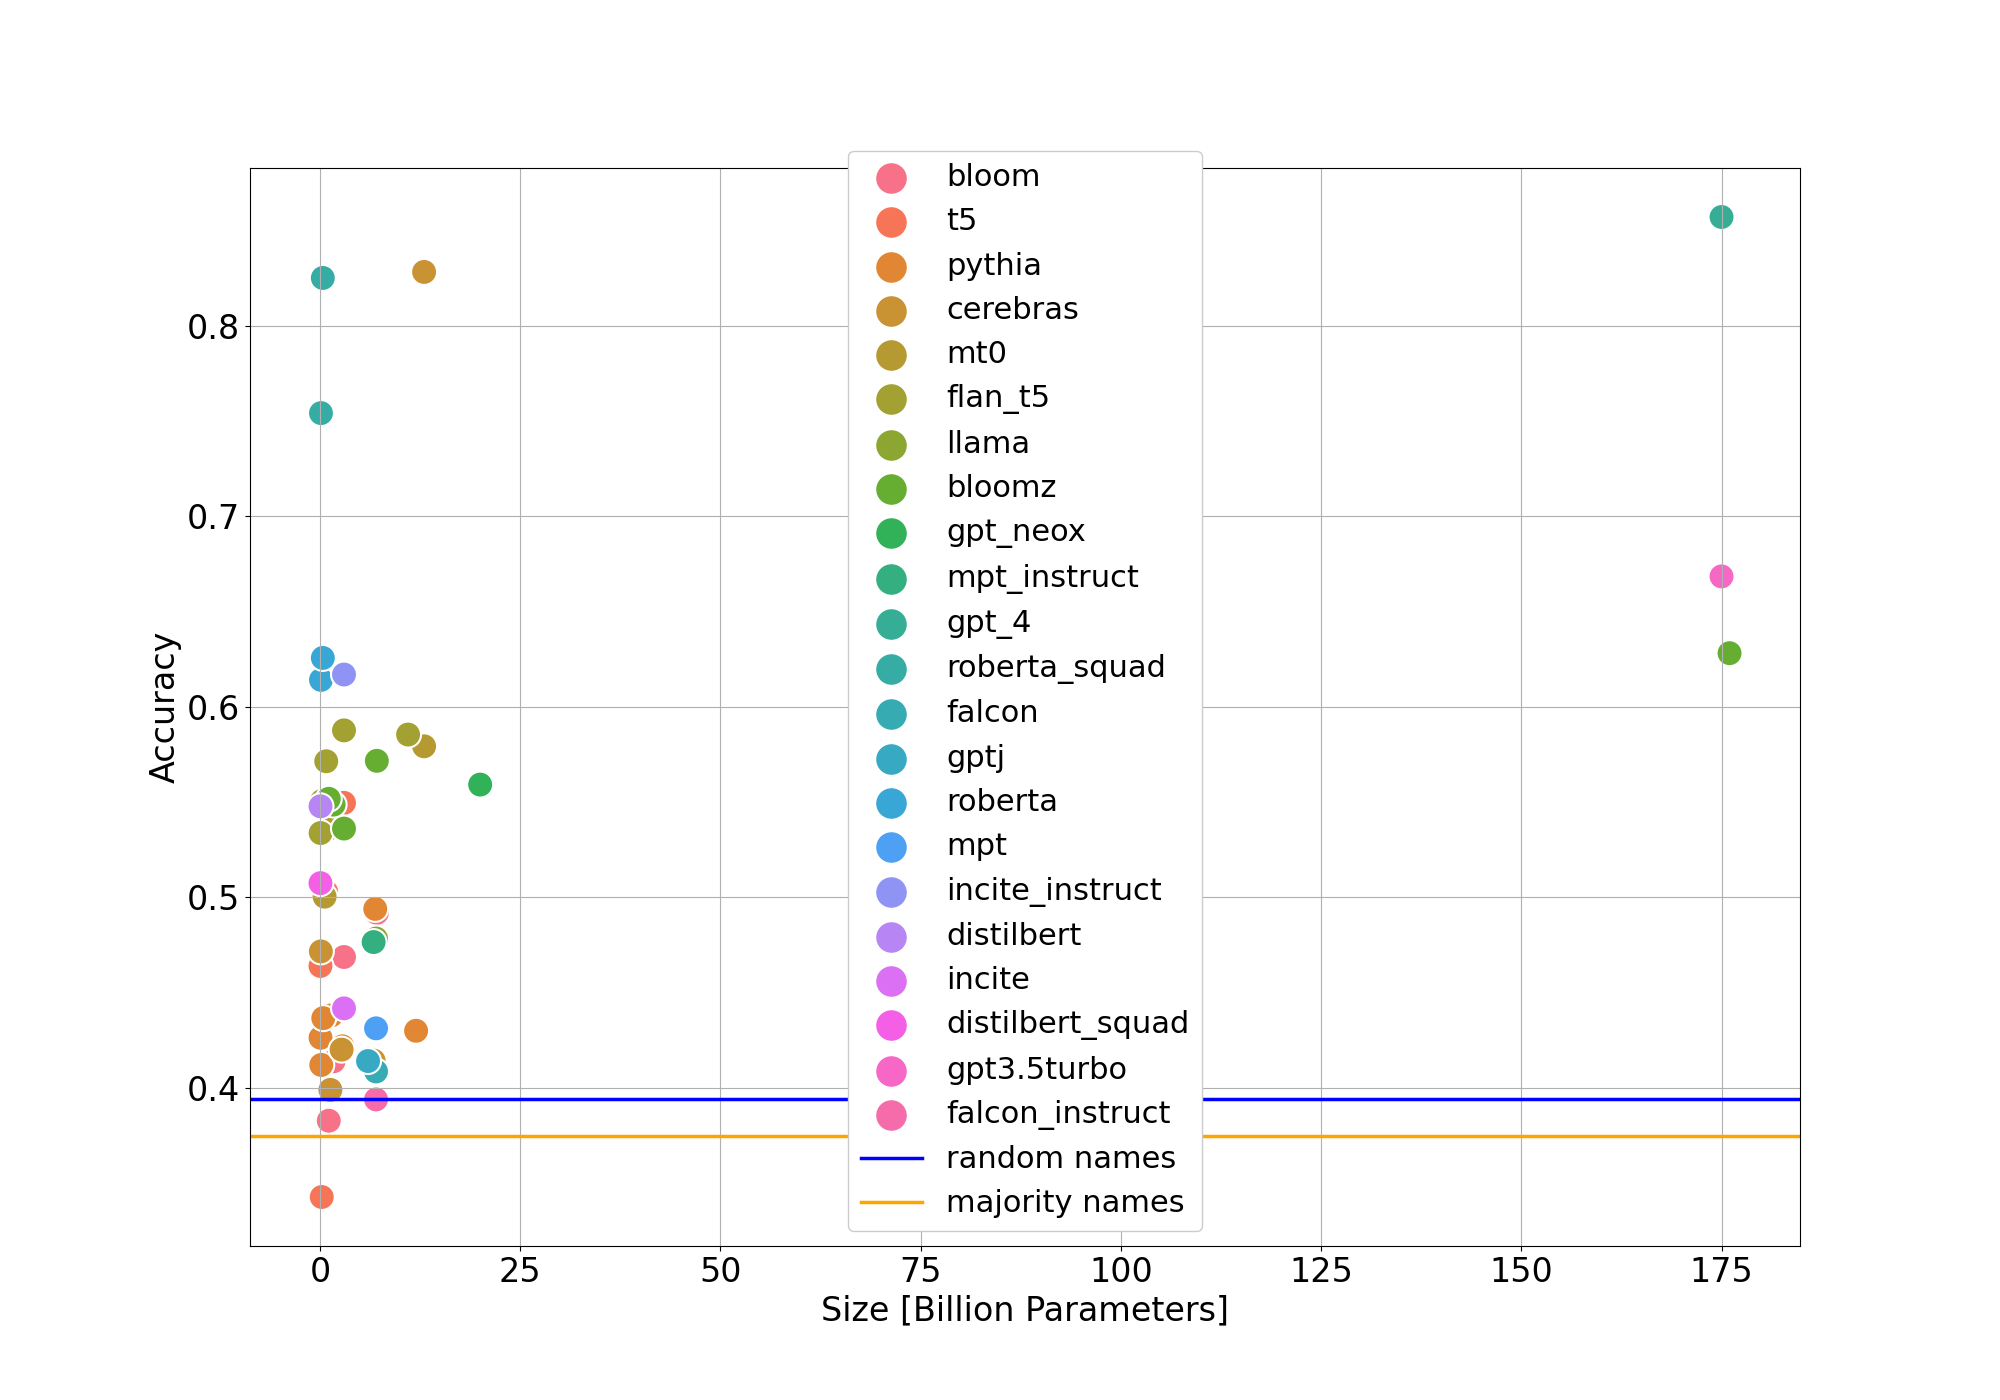 bloom
t5
pythia
cerebras
mt0
flan_t5
llama
bloomz
gpt_neox
mpt_instruct
gpt_4
roberta_squad
falcon
gptj
roberta
mpt
incite_instruct
distilbert
incite
distilbert_squad
gpt3.5turbo
falcon_instruct
random names
majority names
0.8
0.7
0.6
0.5
0.4
Accuracy
0 25 50 75 100 125 150 175
Size [Billion Parameters]